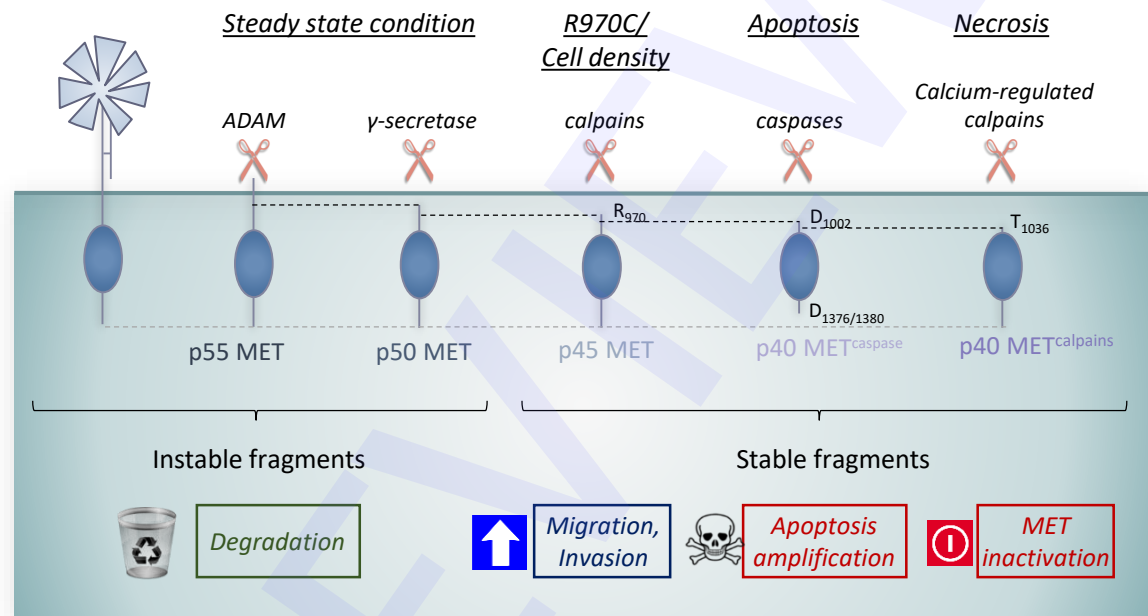 Steady state condition
R970C/
Cell density
Apoptosis
Necrosis
ADAM
γ-secretase
calpains
caspases
Calcium-regulated
calpains
R970
D1002
T1036
D1376/1380
p55 MET
p50 MET
p45 MET
p40 METcaspase
p40 METcalpains
Instable fragments
Stable fragments
Degradation
Migration,
Invasion
Apoptosis
amplification
MET
inactivation